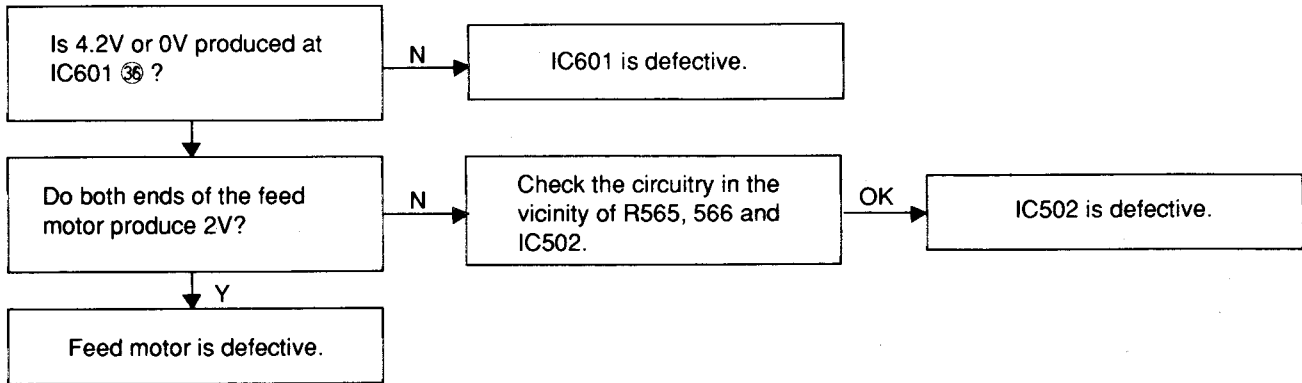 Is 4.2V or 0V produced at
IC601 ㊱ ?
N
IC601 is defective.
Do both ends of the feed
motor produce 2V?
N
Check the circuitry in the
vicinity of R565, 566 and
IC502.
OK
IC502 is defective.
Y
Feed motor is defective.